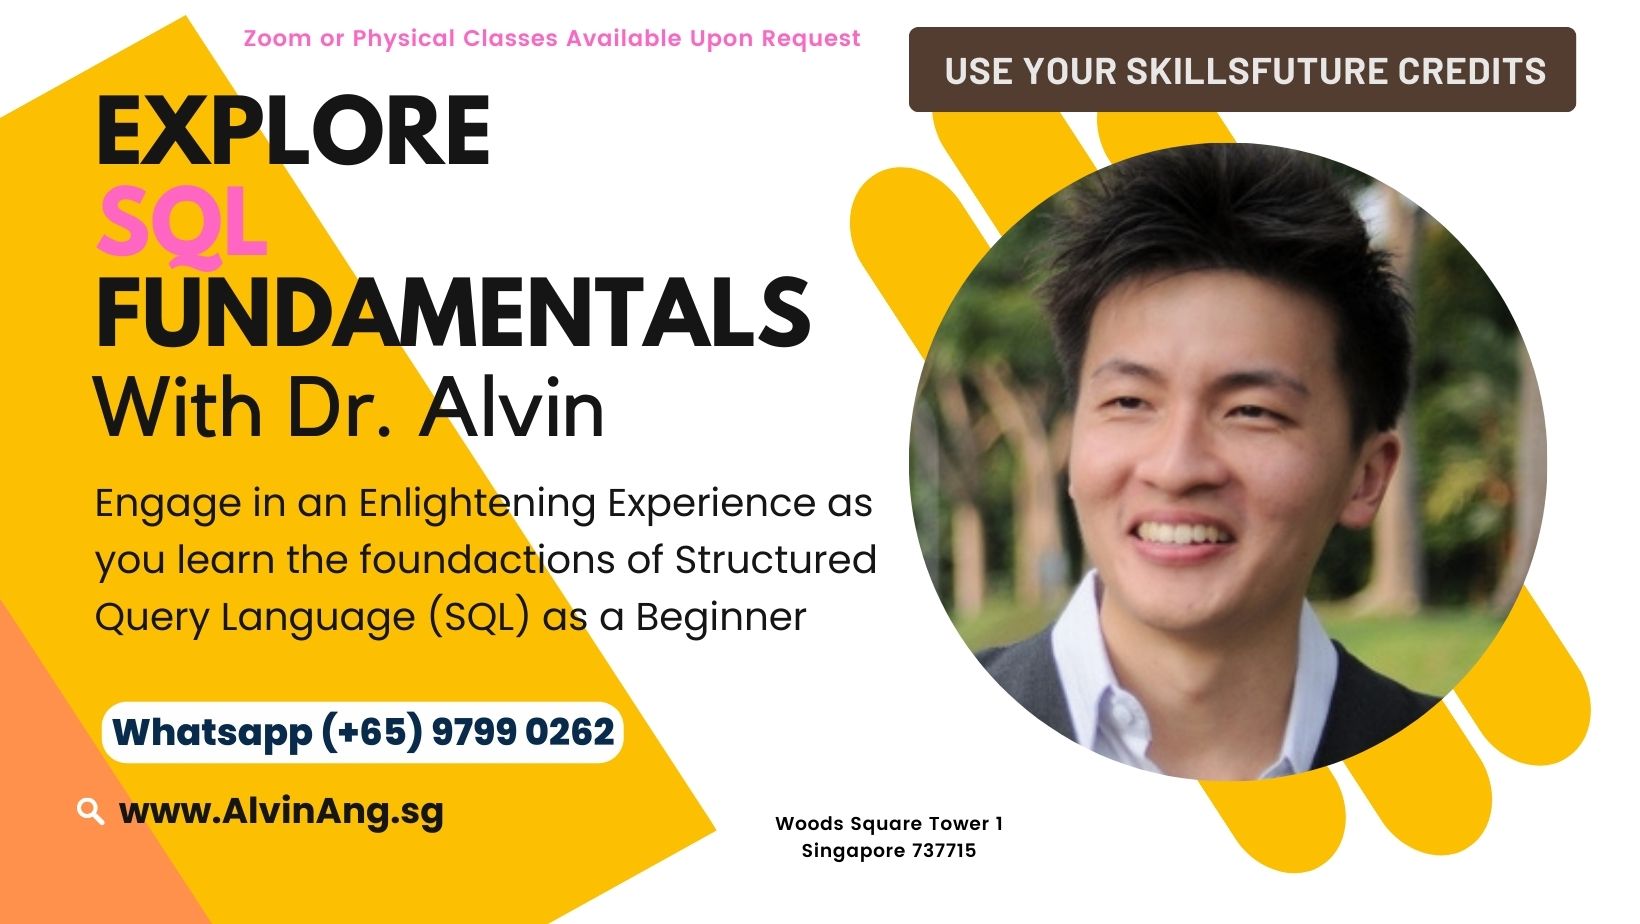 Zoom or Physical Classes Available Upon Request
USE YOUR SKILLSFUTURE CREDITS
EXPLORE
SQL
FUNDAMENTALS
With Dr. Alvin
Engage in an Enlightening Experience as
you learn the foundactions of Structured
Query Language (SQL) as a Beginner
Whatsapp (+65) 9799 0262
www.AlvinAng.sg
Woods Square Tower 1
Singapore 737715